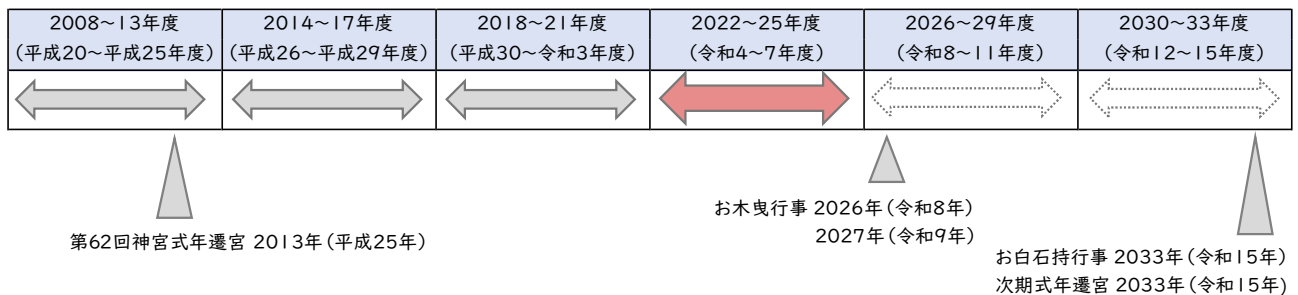 2008～13年度
(平成20～平成25年度)
2014～17年度
(平成26～平成29年度)
2018～21年度
(平成30～令和3年度)
2022～25年度
(令和4～7年度)
2026～29年度
(令和8～11年度)
2030～33年度
(令和12～15年度)
第62回神宮式年遷宮 2013年(平成25年)
お木曳行事 2026年(令和8年)
2027年(令和9年)
お白石持行事 2033年(令和15年)
次期式年遷宮 2033年(令和15年)